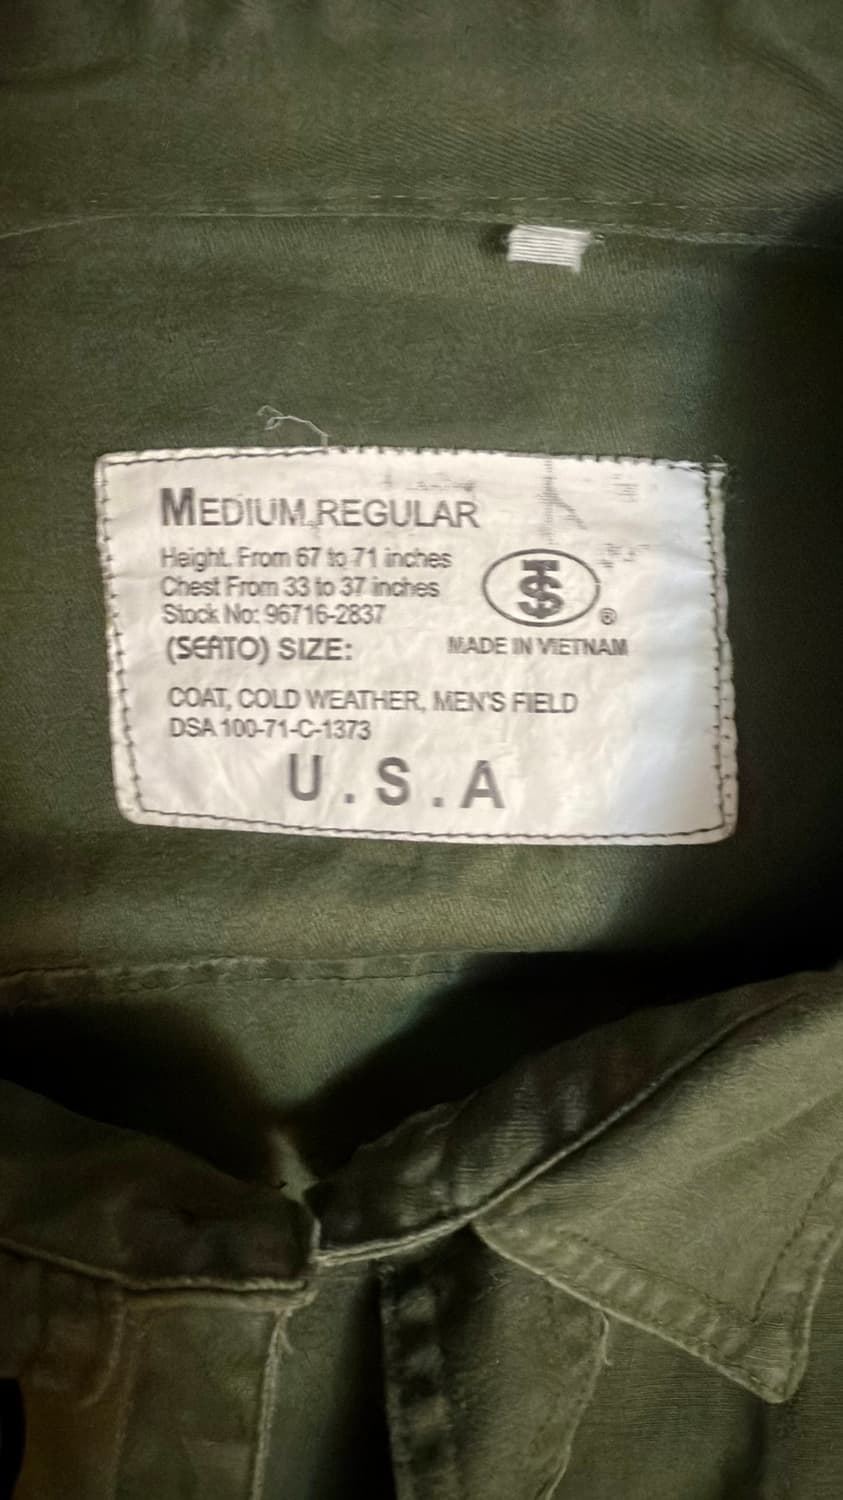 MEDIUM.REGULAR
Height. From 67 to 71 inches
Chest From 33 to 37 inches
Stock No: 96716-2837
(SEATO) SIZE:
®
MADE IN VIETNAM
COAT, COLD WEATHER, MEN'S FIELD
DSA 100-71-C-1373
U.S.A